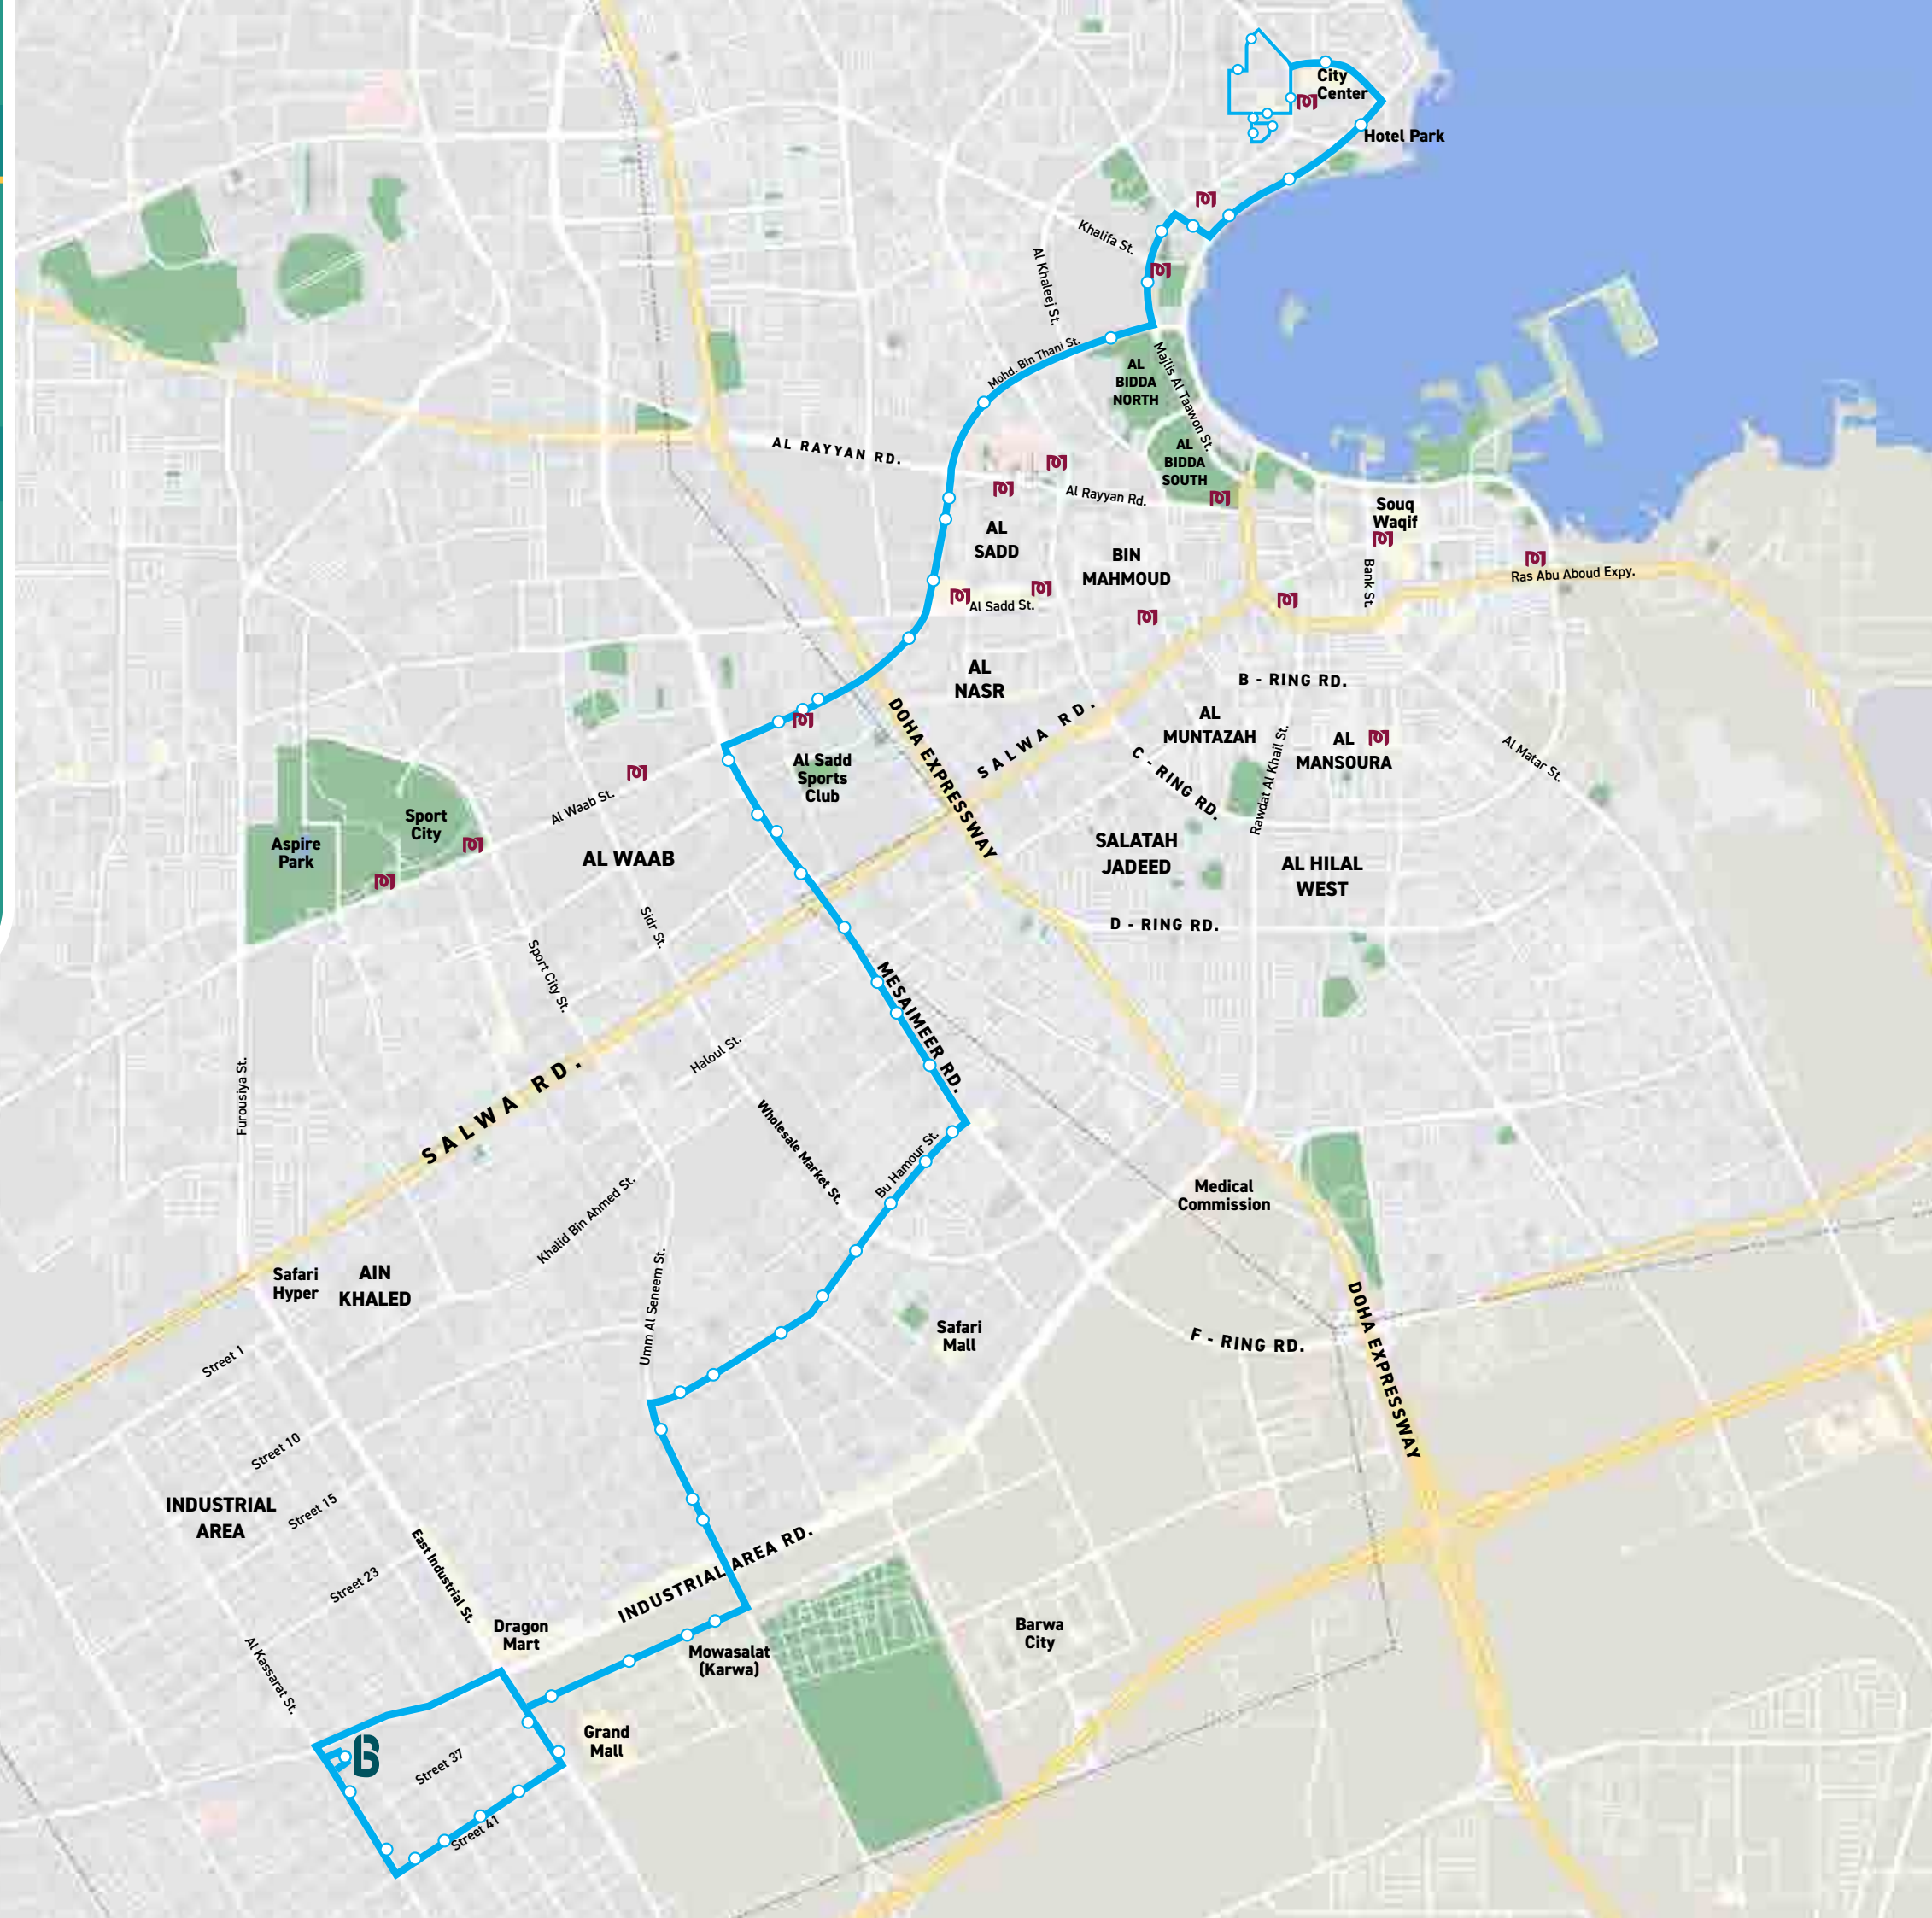 City
Center
Hotel Park
Khalifa St.
Al Khaleej St.
Mohd. Bin Thani St.
Majlis Al Taawon St.
AL
BIDDA
NORTH
AL
BIDDA
SOUTH
AL RAYYAN RD.
Al Rayyan Rd.
Souq
Waqif
AL
SADD
BIN
MAHMOUD
Bank St.
Ras Abu Aboud Expy.
Al Sadd St.
AL
NASR
B - RING RD.
DOHA EXPRESSWAY
SALWA RD.
AL
MUNTAZAH
AL
MANSOURA
Al Matar St.
C - RING RD.
Rawdat Al Khail St.
Al Sadd
Sports
Club
Al Waab St.
Sport
City
Aspire
Park
AL WAAB
SALATAH
JADEED
AL HILAL
WEST
D - RING RD.
Sidr St.
Sport City St.
MESAIMEER RD.
Haloul St.
Furousiya St.
SALWA RD.
Wholesale Market St.
Bu Hamour St.
Medical
Commission
Khalid Bin Ahmed St.
Umm Al Seneem St.
Safari
Hyper
AIN
KHALED
Safari
Mall
F - RING RD.
DOHA EXPRESSWAY
Street 1
Street 10
Street 15
INDUSTRIAL
AREA
Street 23
East Industrial St.
INDUSTRIAL AREA RD.
Dragon
Mart
Mowasalat
(Karwa)
Barwa
City
Al Kassarat St.
Grand
Mall
B
Street 37
Street 41